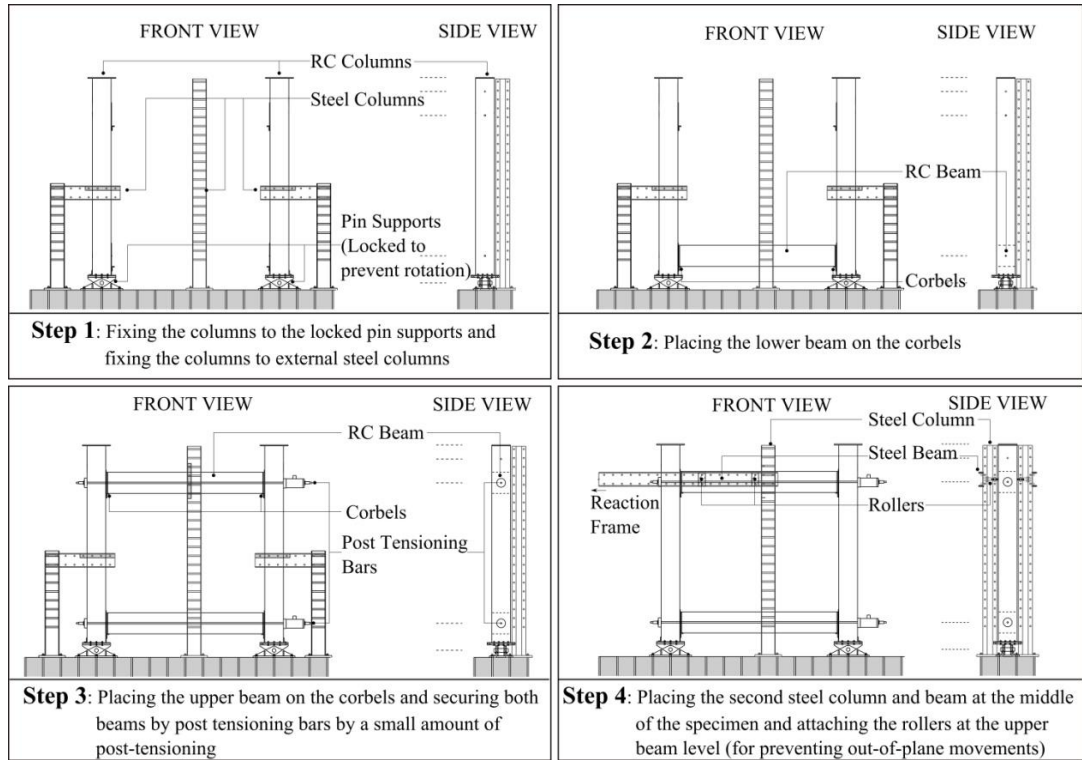 FRONT VIEW
SIDE VIEW
RC Columns
Steel Columns
Pin Supports
(Locked to
prevent rotation)
Step 1: Fixing the columns to the locked pin supports and
fixing the columns to external steel columns
FRONT VIEW
SIDE VIEW
RC Beam
Corbels
Step 2: Placing the lower beam on the corbels
FRONT VIEW
SIDE VIEW
RC Beam
Corbels
Post Tensioning
Bars
Step 3: Placing the upper beam on the corbels and securing both
beams by post tensioning bars by a small amount of
post-tensioning
FRONT VIEW
SIDE VIEW
Steel Column
Steel Beam
Reaction
Frame
Rollers
Step 4: Placing the second steel column and beam at the middle
of the specimen and attaching the rollers at the upper
beam level (for preventing out-of-plane movements)